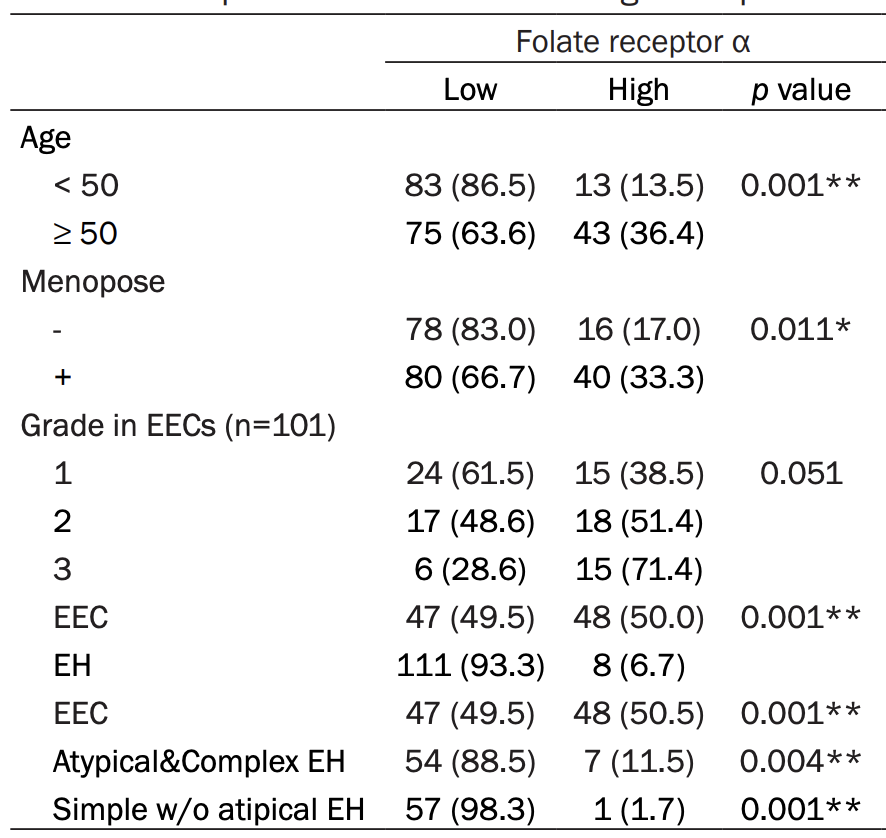 Folate receptor α
Low High p value
Age
< 50 83 (86.5) 13 (13.5) 0.001**
≥ 50 75 (63.6) 43 (36.4)
Menopose
- 78 (83.0) 16 (17.0) 0.011*
+ 80 (66.7) 40 (33.3)
Grade in EECs (n=101)
1 24 (61.5) 15 (38.5) 0.051
2 17 (48.6) 18 (51.4)
3 6 (28.6) 15 (71.4)
EEC 47 (49.5) 48 (50.0) 0.001**
EH 111 (93.3) 8 (6.7)
EEC 47 (49.5) 48 (50.5) 0.001**
Atypical&Complex EH 54 (88.5) 7 (11.5) 0.004**
Simple w/o atipical EH 57 (98.3) 1 (1.7) 0.001**